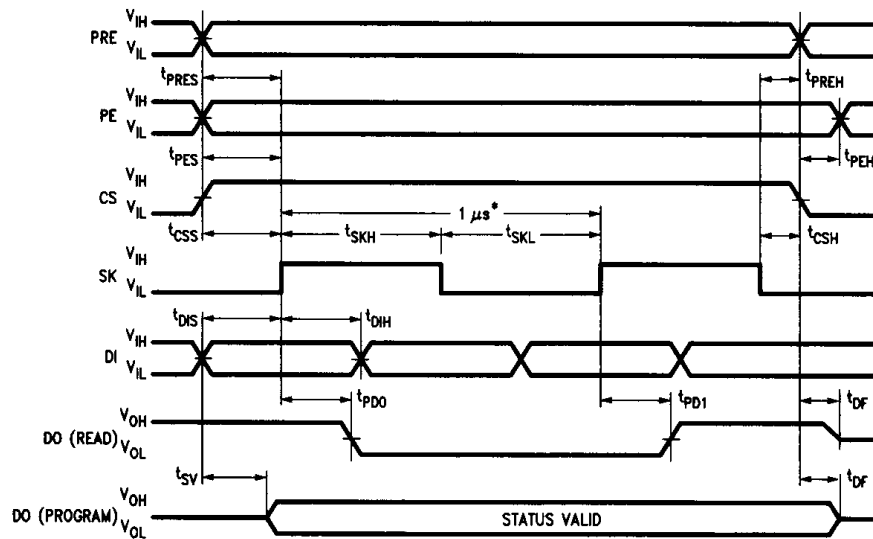 V_IH
PRE
V_IL
t_PRES t_PREH
V_IH
PE
V_IL
t_PES t_PEH
V_IH
CS
V_IL
1 μs*
t_CSS t_SKH t_SKL t_CSH
V_IH
SK
V_IL
t_DIS t_DIH
V_IH
DI
V_IL
t_PD0 t_PD1 t_DF
V_OH
DO (READ)
V_OL
t_SV t_DF
V_OH
DO (PROGRAM) STATUS VALID
V_OL